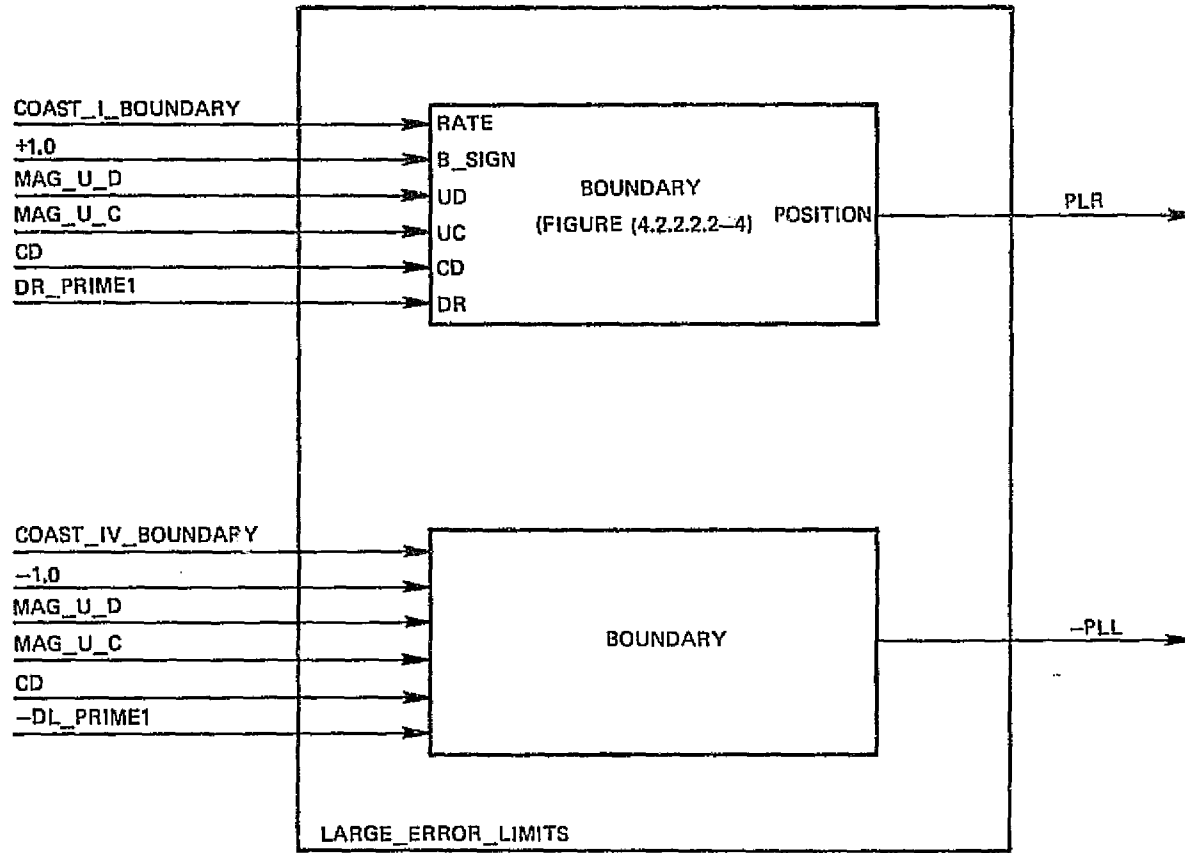 COAST_I_BOUNDARY
+1.0
MAG_U_D
MAG_U_C
CD
DR_PRIME1
RATE
B_SIGN
UD
UC
CD
DR
BOUNDARY
(FIGURE (4.2.2.2.2–4)
POSITION
PLR
COAST_IV_BOUNDARY
–1.0
MAG_U_D
MAG_U_C
CD
–DL_PRIME1
BOUNDARY
–PLL
LARGE_ERROR_LIMITS